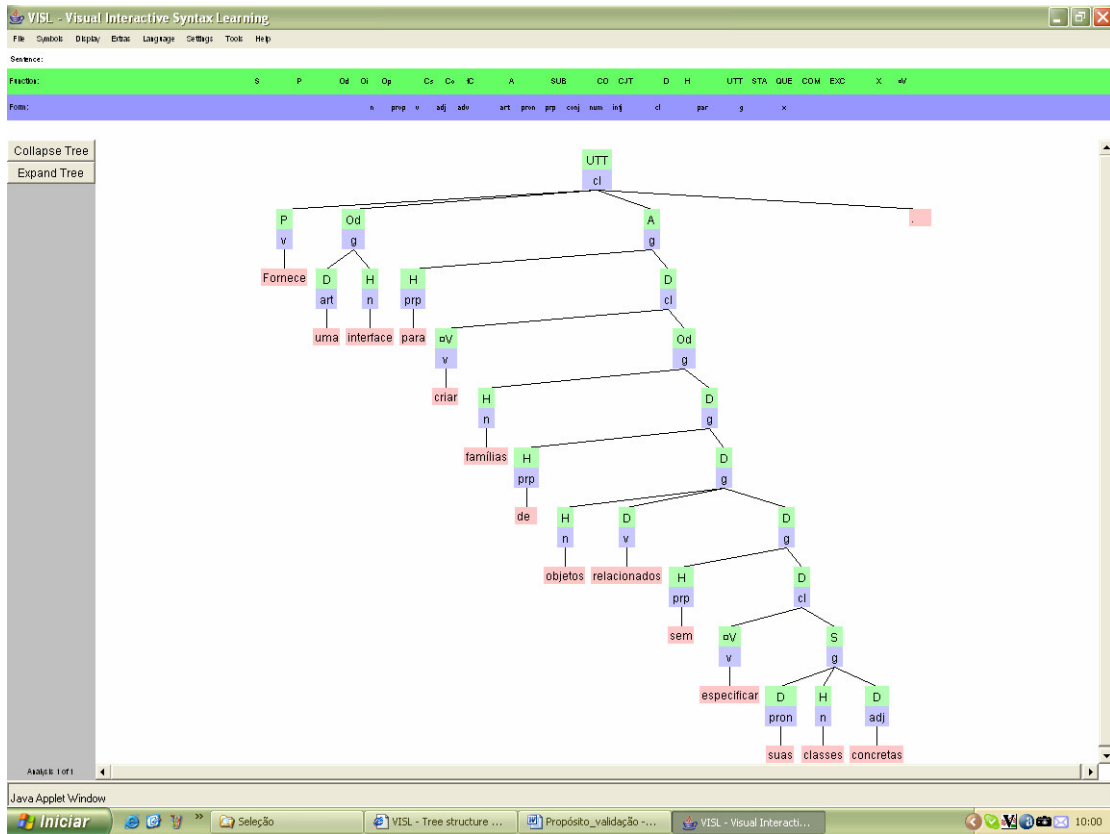 VISL - Visual Interactive Syntax Learning
File Symbols Display Extras Language Settings Tools Help
Sentence:
Function: S P Od Oi Op Cs Co fC A SUB CO CJT D H UTT STA QUE COM EXC X ¤V
Form: n prop v adj adv art pron prp conj num intj cl par g x
Collapse Tree
Expand Tree
UTT
cl
P Od A .
v g g
Fornece D H H D
art n prp cl
uma interface para ¤V Od
v g
criar H D
n g
famílias H D
prp g
de H D D
n v g
objetos relacionados H D
prp cl
sem ¤V S
v g
especificar D H D
pron n adj
suas classes concretas
Analysis 1 of 1
Java Applet Window
Iniciar » Seleção VISL - Tree structure ... Propósito_validação -... VISL - Visual Interacti... 10:00